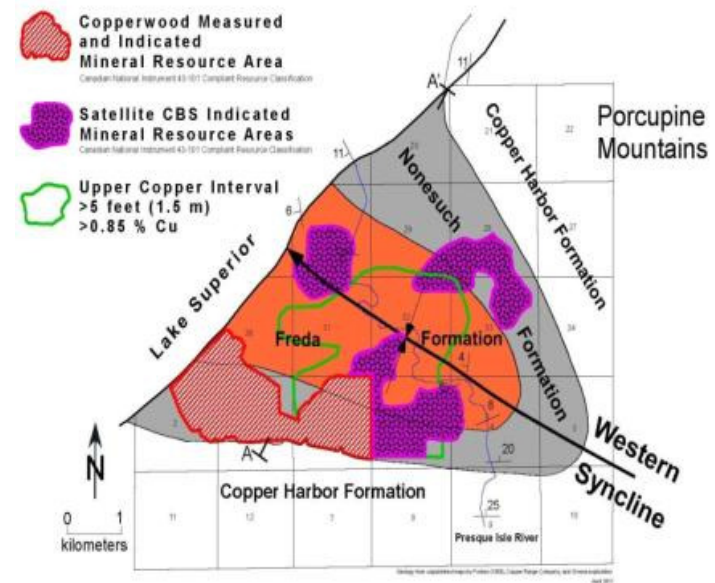 Copperwood Measured
and Indicated
Mineral Resource Area
Canadian National Instrument 43-101 Compliant Resource Classification
Satellite CBS Indicated
Mineral Resource Areas
Canadian National Instrument 43-101 Compliant Resource Classification
Upper Copper Interval
>5 feet (1.5 m)
>0.85 % Cu
11
A'
Porcupine
Mountains
Copper Harbor Formation
Nonesuch
Formation
11
6
Lake Superior
Freda
Formation
4
6
20
25
A
Western
Syncline
N
0 1
kilometers
Copper Harbor Formation
Presque Isle River
11
12
7
22